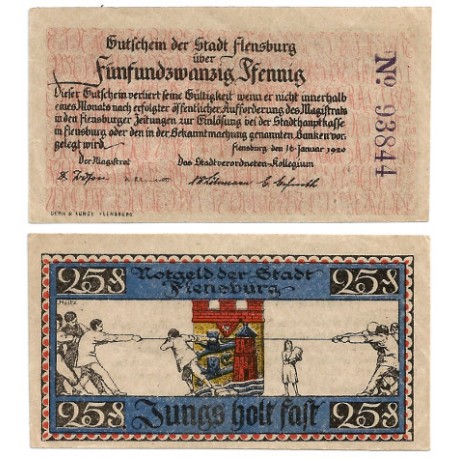 Gutschein der Stadt Flensburg
über
Fünfundzwanzig Pfennig
Dieser Gutschein verliert seine Gültigkeit wenn er nicht innerhalb
eines Monats nach erfolgter öffentlicher Aufforderung des Magistrats
in den Flensburger Zeitungen zur Einlösung bei der Stadthauptkasse
in Flensburg oder den in der Bekanntmachung genannten Banken vor-
gelegt wird.
Flensburg den 16. Januar 1920
Der Magistrat Das Stadtverordneten-Kollegium
No 93844
25₰ Notgeld der Stadt 25₰
Flensburg
25₰ Jungs holt fast 25₰